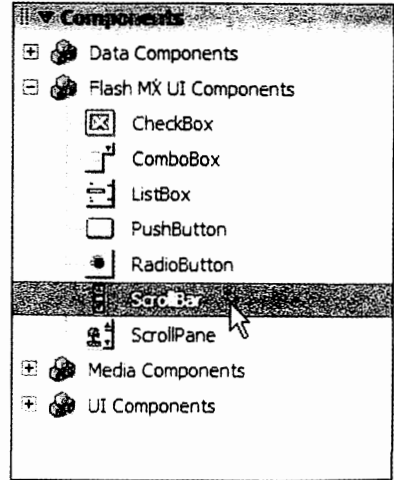 Components
Data Components
Flash MX UI Components
CheckBox
ComboBox
ListBox
PushButton
RadioButton
ScrollBar
ScrollPane
Media Components
UI Components